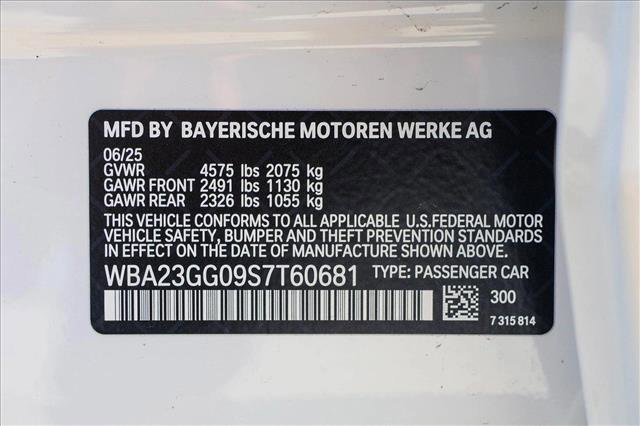 MFD BY BAYERISCHE MOTOREN WERKE AG
06/25
GVWR 4575 lbs 2075 kg
GAWR FRONT 2491 lbs 1130 kg
GAWR REAR 2326 lbs 1055 kg
THIS VEHICLE CONFORMS TO ALL APPLICABLE U.S.FEDERAL MOTOR
VEHICLE SAFETY, BUMPER AND THEFT PREVENTION STANDARDS
IN EFFECT ON THE DATE OF MANUFACTURE SHOWN ABOVE.
WBA23GG09S7T60681 TYPE: PASSENGER CAR
300
7 315 814